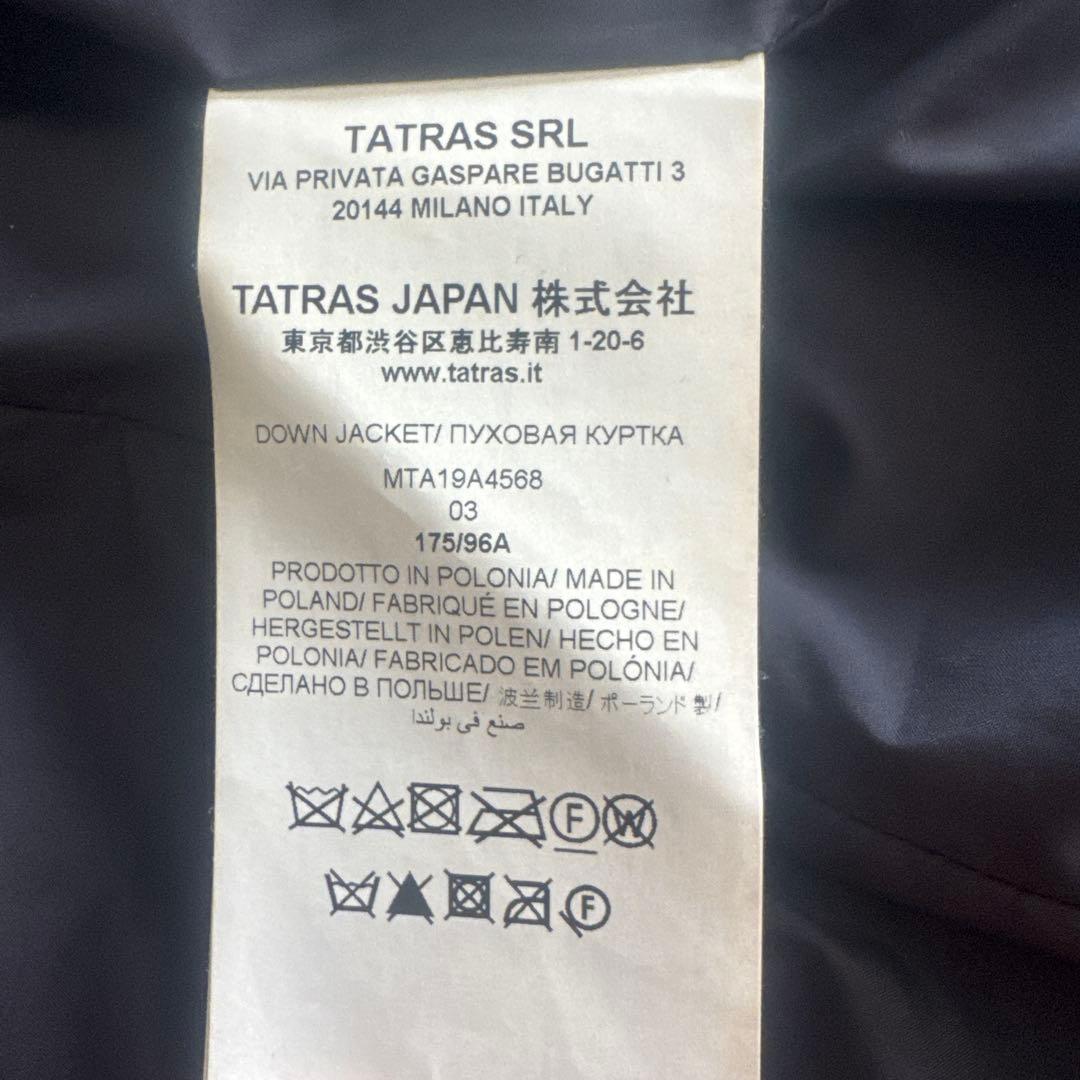 TATRAS SRL
VIA PRIVATA GASPARE BUGATTI 3
20144 MILANO ITALY
TATRAS JAPAN 株式会社
東京都渋谷区恵比寿南 1-20-6
www.tatras.it
DOWN JACKET/ ПУХОВАЯ КУРТКА
MTA19A4568
03
175/96A
PRODOTTO IN POLONIA/ MADE IN
POLAND/ FABRIQUÉ EN POLOGNE/
HERGESTELLT IN POLEN/ HECHO EN
POLONIA/ FABRICADO EM POLÓNIA/
СДЕЛАНО В ПОЛЬШЕ/ 波兰制造/ ポーランド 製/
صنع في بولندا
F W
F